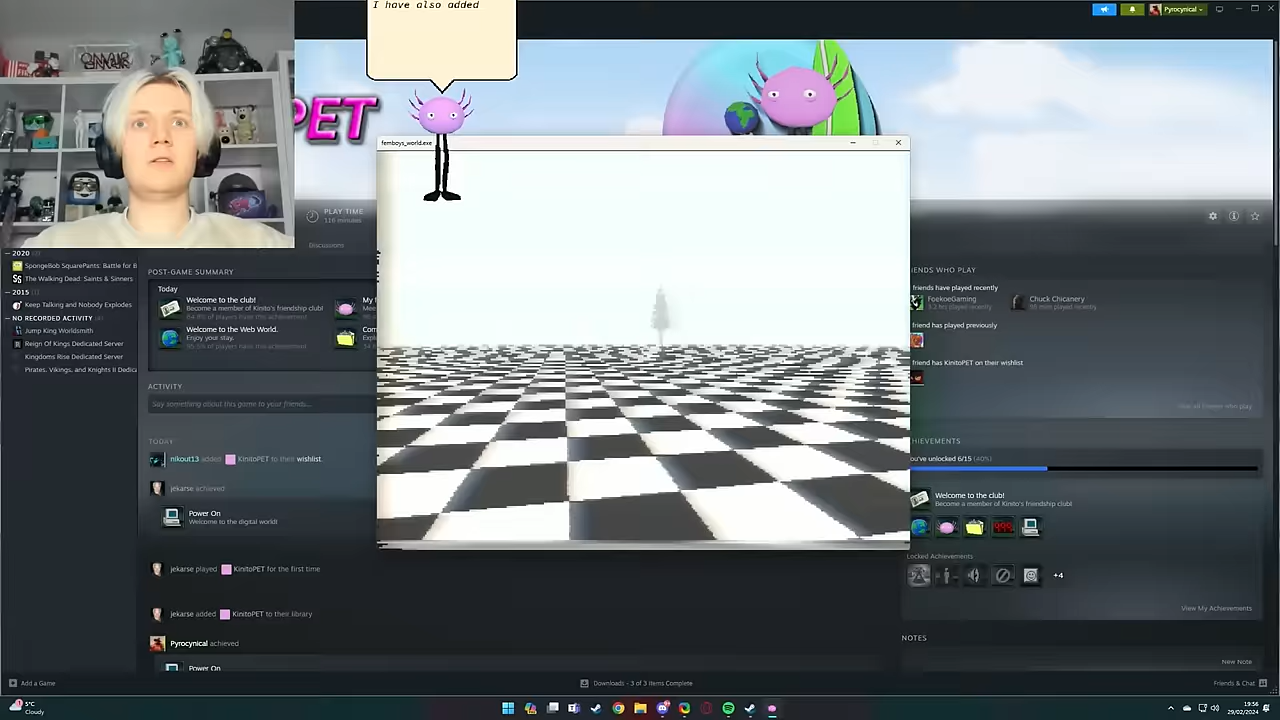 I have also added
Pyrocynical
PET
femboys_world.exe
PLAY TIME
116 minutes
Discussions
2020
SpongeBob SquarePants: Battle for B
The Walking Dead: Saints & Sinners
2015
Keep Talking and Nobody Explodes
NO RECORDED ACTIVITY
Jump King Worldsmith
Reign Of Kings Dedicated Server
Kingdoms Rise Dedicated Server
Pirates, Vikings, and Knights II Dedica
POST-GAME SUMMARY
Today
Welcome to the club!
Become a member of Kinito's friendship club!
Welcome to the Web World.
Enjoy your stay.
ACTIVITY
Say something about this game to your friends...
TODAY
nikout13 added KinitoPET to their wishlist
jekarse achieved
Power On
Welcome to the digital world!
jekarse played KinitoPET for the first time
jekarse added KinitoPET to their library
Pyrocynical achieved
Power On
IENDS WHO PLAY
friends have played recently
FoekoeGaming
Chuck Chicanery
friend has played previously
friend has KinitoPET on their wishlist
CHIEVEMENTS
ou've unlocked 6/15 (40%)
Welcome to the club!
Become a member of Kinito's friendship club!
Locked Achievements
+4
View My Achievements
NOTES
New Note
Add a Game
Downloads - 3 of 3 Items Complete
Friends & Chat
5°C
Cloudy
19:56
29/02/2024